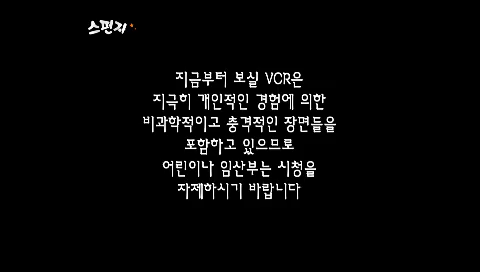 스펀지
지금부터 보실 VCR은
지극히 개인적인 경험에 의한
비과학적이고 충격적인 장면들을
포함하고 있으므로
어린이나 임산부는 시청을
자제하시기 바랍니다